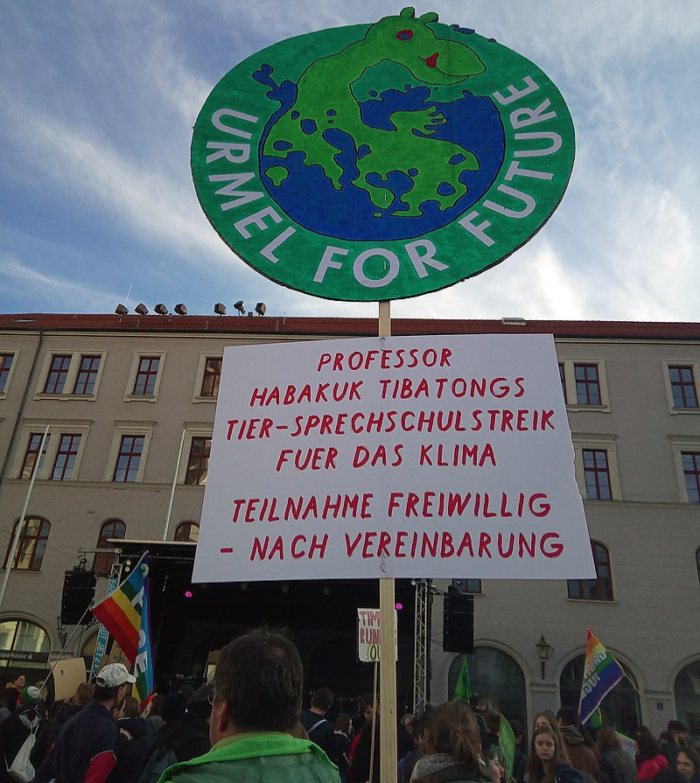 URMEL FOR FUTURE
PROFESSOR
HABAKUK TIBATONGS
TIER-SPRECHSCHULSTREIK
FUER DAS KLIMA
TEILNAHME FREIWILLIG
- NACH VEREINBARUNG